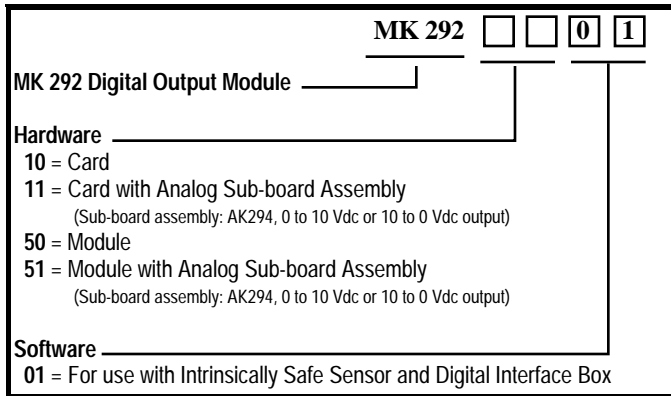 MK 292 0 1
MK 292 Digital Output Module
Hardware
10 = Card
11 = Card with Analog Sub-board Assembly
(Sub-board assembly: AK294, 0 to 10 Vdc or 10 to 0 Vdc output)
50 = Module
51 = Module with Analog Sub-board Assembly
(Sub-board assembly: AK294, 0 to 10 Vdc or 10 to 0 Vdc output)
Software
01 = For use with Intrinsically Safe Sensor and Digital Interface Box